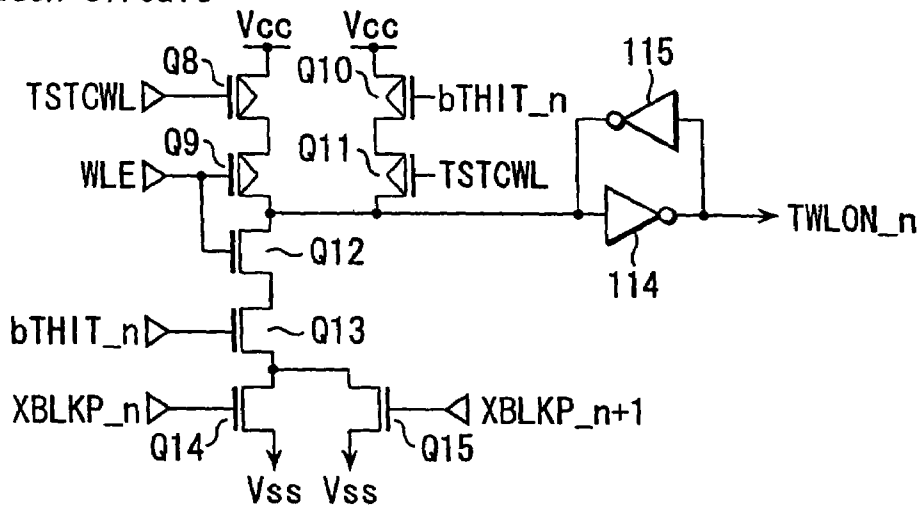 Vcc Vcc
115
Q8 Q10
TSTCWL bTHIT_n
Q9 Q11
WLE TSTCWL
TWLON_n
Q12
114
bTHIT_n Q13
XBLKP_n XBLKP_n+1
Q14 Q15
Vss Vss